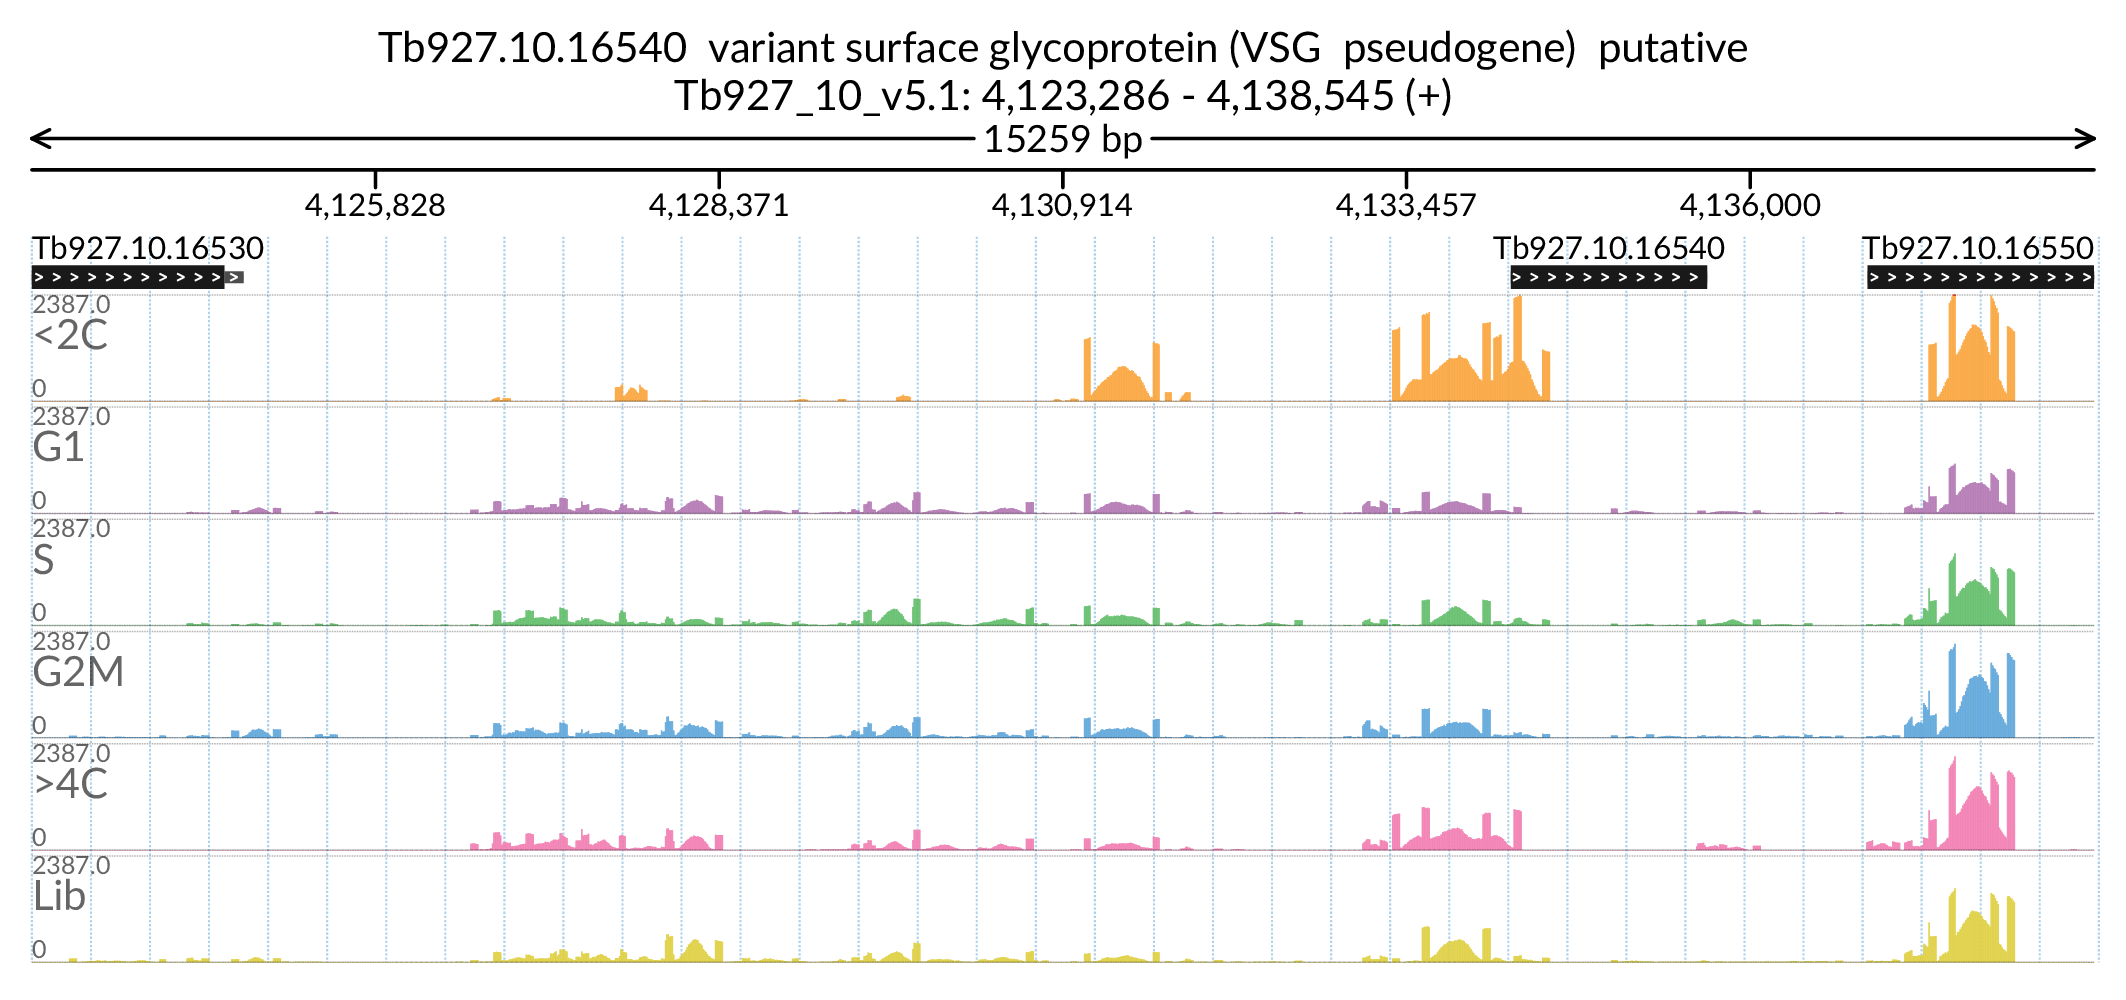 Tb927.10.16540 variant surface glycoprotein (VSG pseudogene) putative
Tb927_10_v5.1: 4,123,286 - 4,138,545 (+)
15259 bp
4,125,828 4,128,371 4,130,914 4,133,457 4,136,000
Tb927.10.16530 Tb927.10.16540 Tb927.10.16550
2387.0
<2C
0
2387.0
G1
0
2387.0
S
0
2387.0
G2M
0
2387.0
>4C
0
2387.0
Lib
0